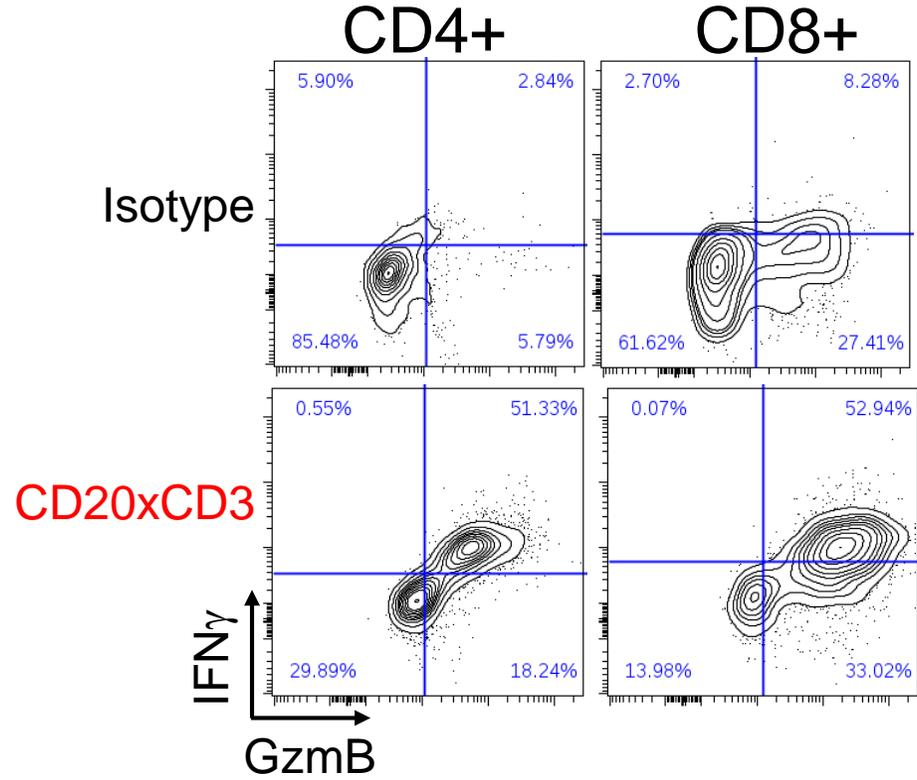 CD4+ CD8+
5.90% 2.84% 2.70% 8.28%
Isotype
85.48% 5.79% 61.62% 27.41%
0.55% 51.33% 0.07% 52.94%
CD20xCD3
29.89% 18.24% 13.98% 33.02%
IFNγ
GzmB